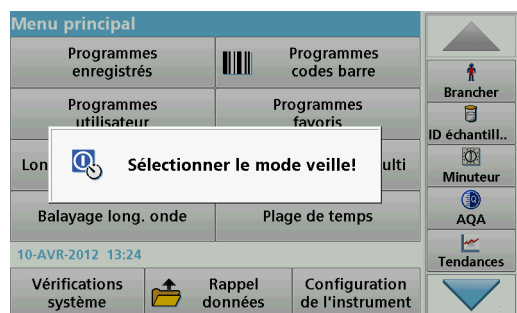 Menu principal
Programmes
enregistrés
Programmes
codes barre
Programmes
utilisateur
Programmes
favoris
Lon
Sélectionner le mode veille!
ulti
Balayage long. onde
Plage de temps
10-AVR-2012 13:24
Vérifications
système
Rappel
données
Configuration
de l'instrument
Brancher
ID échantill..
Minuteur
AQA
Tendances